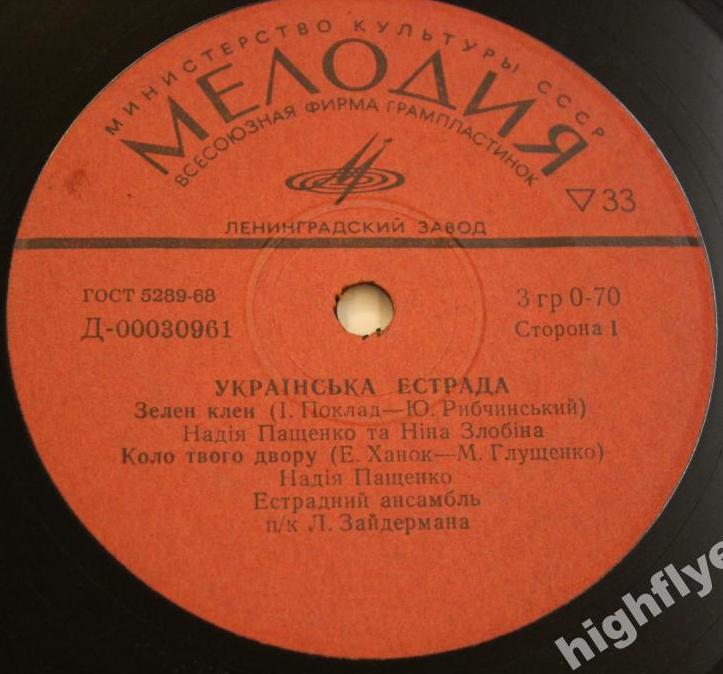 МИНИСТЕРСТВО КУЛЬТУРЫ СССР
МЕЛОДИЯ
ВСЕСОЮЗНАЯ ФИРМА ГРАМПЛАСТИНОК
▽33
ЛЕНИНГРАДСКИЙ ЗАВОД
ГОСТ 5289-68
3 гр 0-70
Д-00030961
Сторона 1
УКРАЇНСЬКА ЕСТРАДА
Зелен клен (І. Поклад—Ю. Рибчинський)
Надія Пащенко та Ніна Злобіна
Коло твого двору (Е. Ханок—М. Глущенко)
Надія Пащенко
Естрадний ансамбль
п/к Л. Зайдермана
highflye